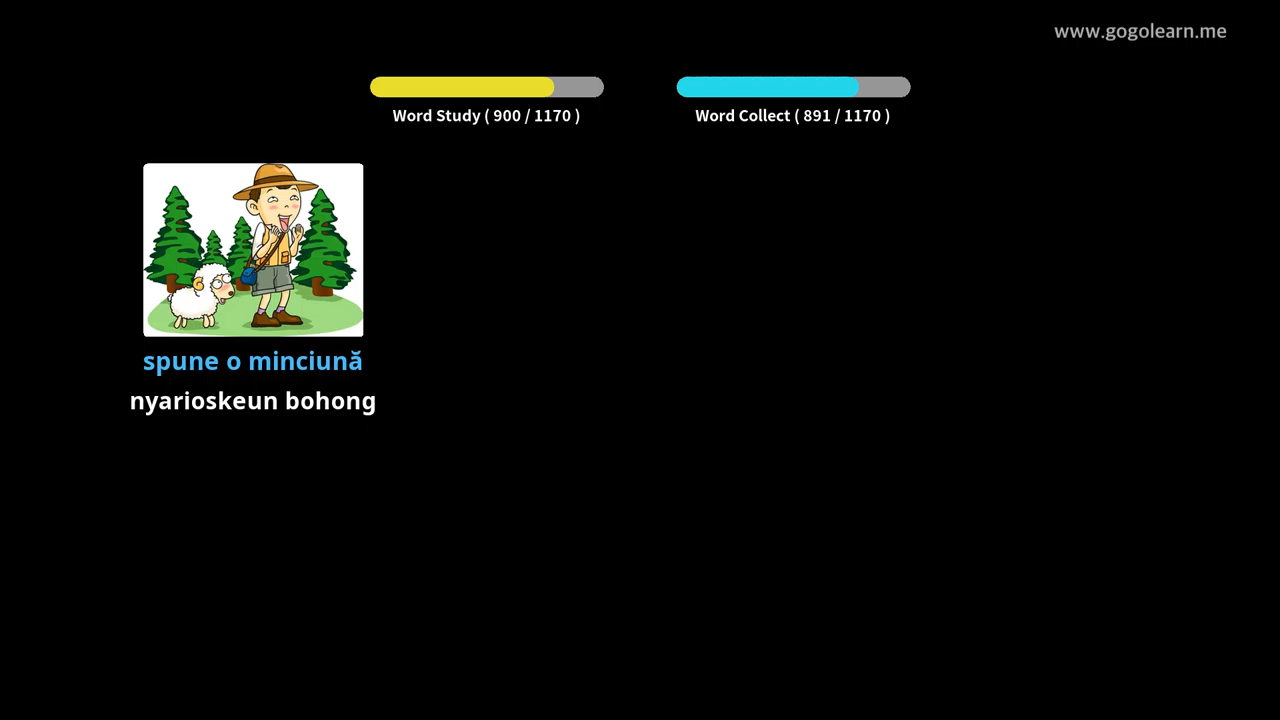 www.gogolearn.me
Word Study ( 900 / 1170 )
Word Collect ( 891 / 1170 )
spune o minciună
nyarioskeun bohong